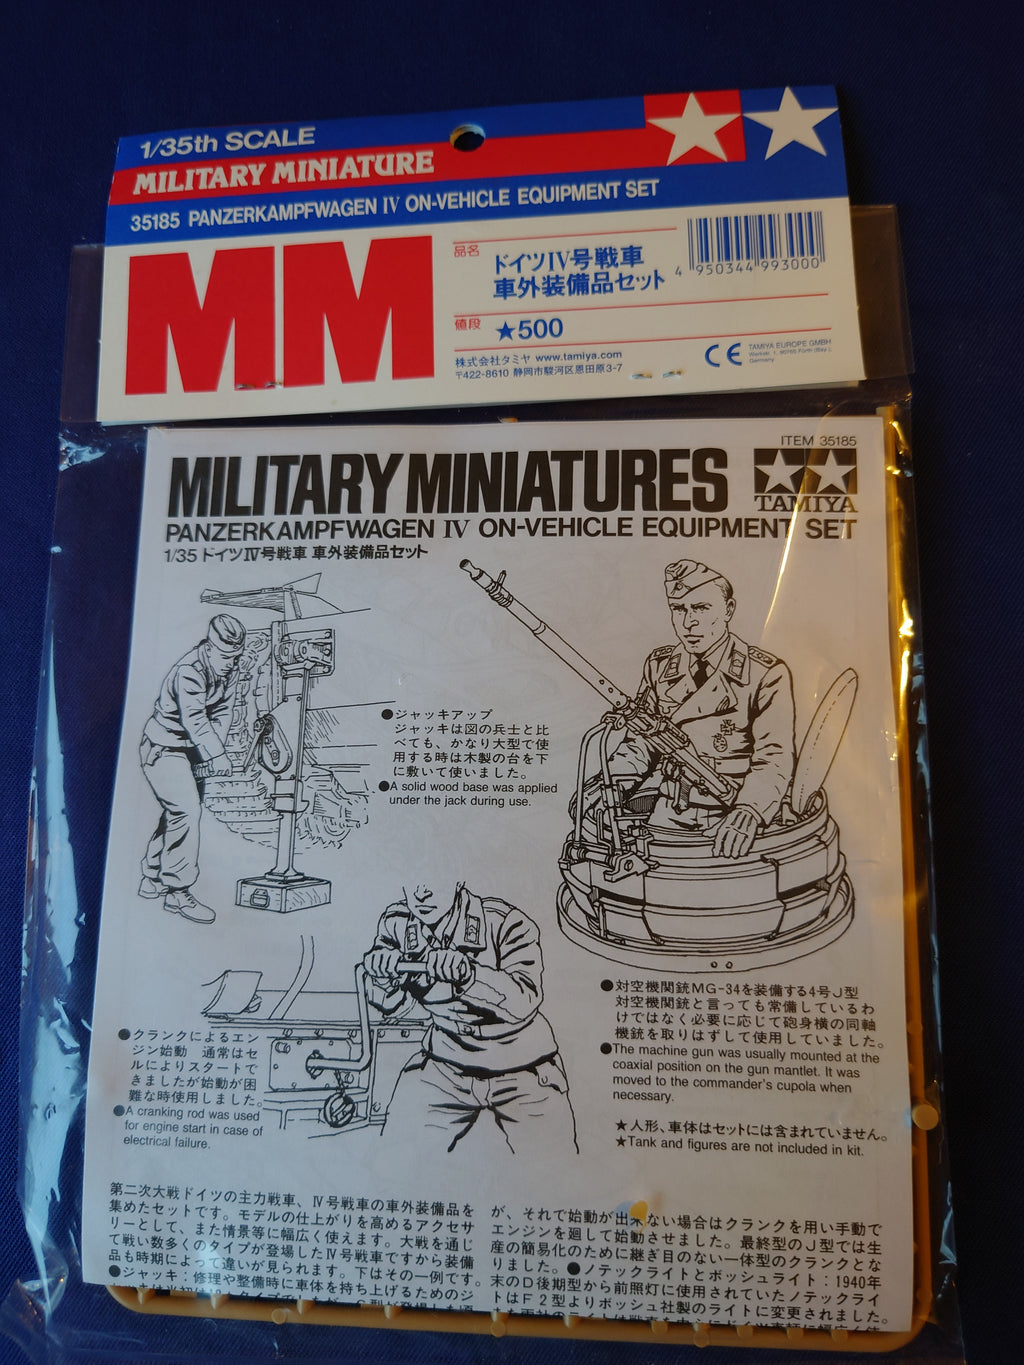 1/35th SCALE
MILITARY MINIATURE
35185 PANZERKAMPFWAGEN IV ON-VEHICLE EQUIPMENT SET
MM
品名
ドイツIV号戦車
車外装備品セット
4 950344 993000
値段
★500
株式会社タミヤ www.tamiya.com
〒422-8610 静岡市駿河区恩田原3-7
CE
TAMIYA EUROPE GMBH
Werkstr. 1, 90765 Fürth (Bay.),
Germany
ITEM 35185
MILITARY MINIATURES
TAMIYA
PANZERKAMPFWAGEN IV ON-VEHICLE EQUIPMENT SET
1/35 ドイツIV号戦車 車外装備品セット
●ジャッキアップ
ジャッキは図の兵士と比
べても、かなり大型で使
用する時は木製の台を下
に敷いて使いました。
●A solid wood base was applied
under the jack during use.
●対空機関銃MG-34を装備する4号J型
対空機関銃と言っても常備しているわ
けではなく必要に応じて砲身横の同軸
機銃を取りはずして使用していました。
●The machine gun was usually mounted at the
coaxial position on the gun mantlet. It was
moved to the commander's cupola when
necessary.
●クランクによるエン
ジン始動 通常はセ
ルによりスタートで
きましたが始動が困
難な時使用しました。
●A cranking rod was used
for engine start in case of
electrical failure.
★人形、車体はセットには含まれていません。
★Tank and figures are not included in kit.
第二次大戦ドイツの主力戦車、IV号戦車の車外装備品を
集めたセットです。モデルの仕上がりを高めるアクセサ
リーとして、また情景等に幅広く使えます。大戦を通じ
て戦い数多くのタイプが登場したIV号戦車ですから装備
品も時期によって違いが見られます。下はその一例です。
●ジャッキ：修理や整備時に車体を持ち上げるためのジ
が、それで始動が出来ない場合はクランクを用い手動で
エンジンを廻して始動させました。最終型のJ型では生
産の簡易化のために継ぎ目のない一体型のクランクとな
りました。●ノテックライトとボッシュライト：1940年
末のD後期型から前照灯に使用されていたノテックライ
トはF2型よりボッシュ社製のライトに変更されました。